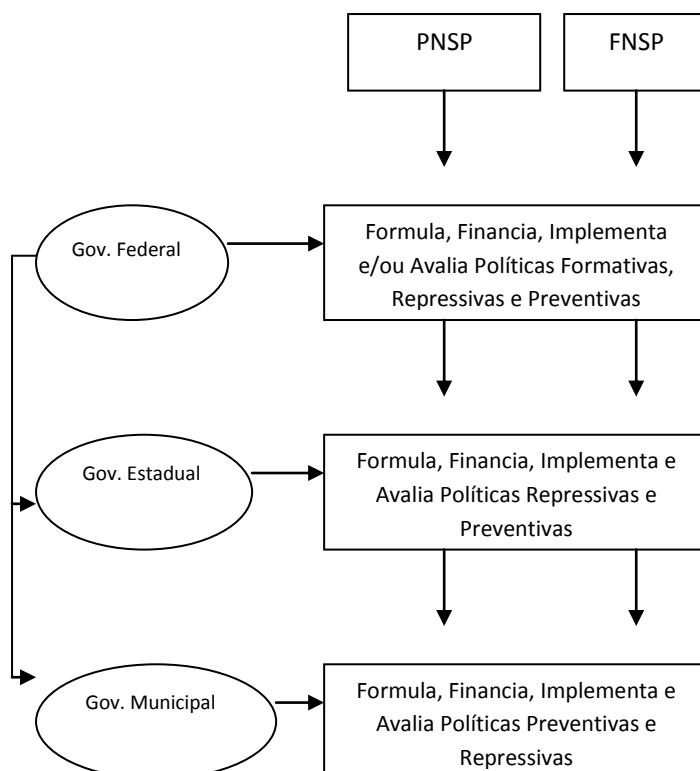 PNSP
FNSP
Gov. Federal
Formula, Financia, Implementa
e/ou Avalia Políticas Formativas,
Repressivas e Preventivas
Gov. Estadual
Formula, Financia, Implementa e
Avalia Políticas Repressivas e
Preventivas
Gov. Municipal
Formula, Financia, Implementa e
Avalia Políticas Preventivas e
Repressivas